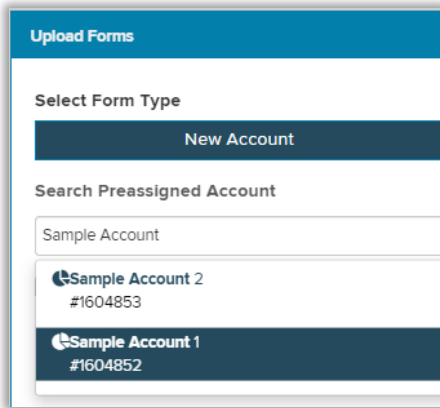 Upload Forms
Select Form Type
New Account
Search Preassigned Account
Sample Account
Sample Account 2
#1604853
Sample Account 1
#1604852